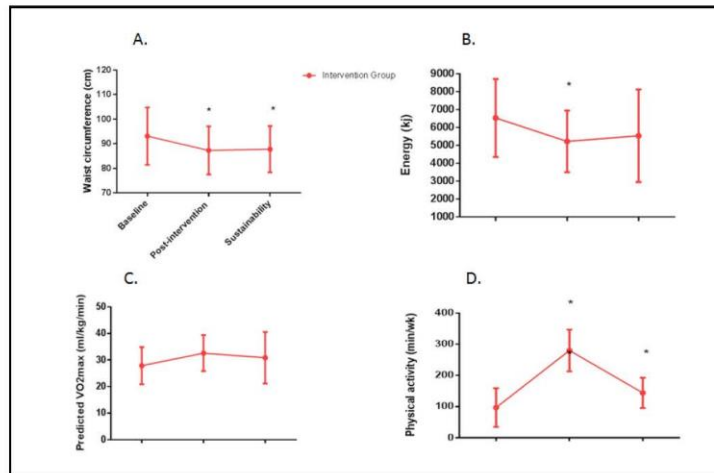 A.
Waist circumference (cm)
120
110
100
90
80
70
*
*
Baseline
Post-intervention
Sustainability
Intervention Group
B.
Energy (kj)
9000
8000
7000
6000
5000
4000
3000
2000
1000
*
C.
Predicted VO2max (ml/kg/min)
50
40
30
20
10
0
D.
Physical activity (min/wk)
400
300
200
100
0
*
*